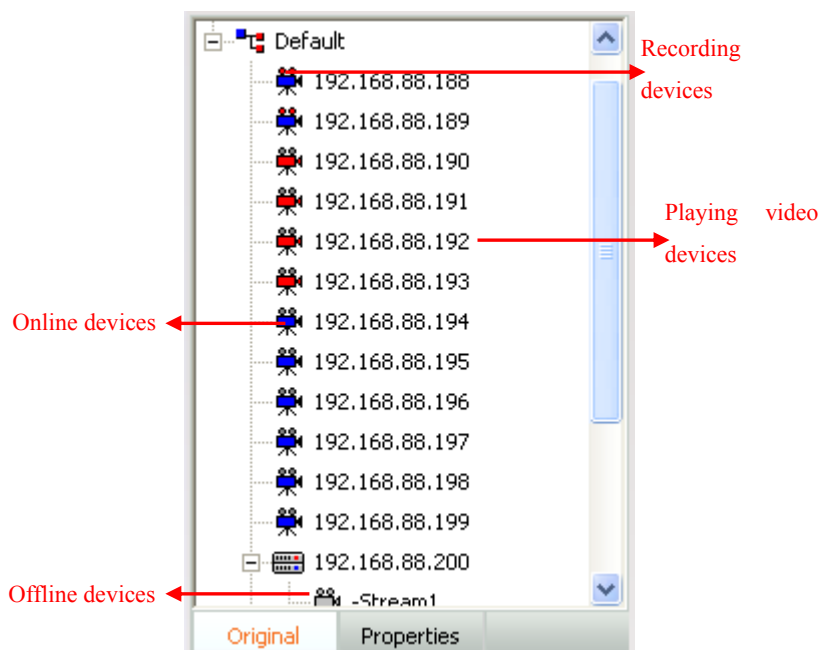 Default
Recording
devices
192.168.88.188
192.168.88.189
192.168.88.190
192.168.88.191
Playing video
devices
192.168.88.192
192.168.88.193
Online devices
192.168.88.194
192.168.88.195
192.168.88.196
192.168.88.197
192.168.88.198
192.168.88.199
192.168.88.200
Offline devices
-Stream1
Original
Properties